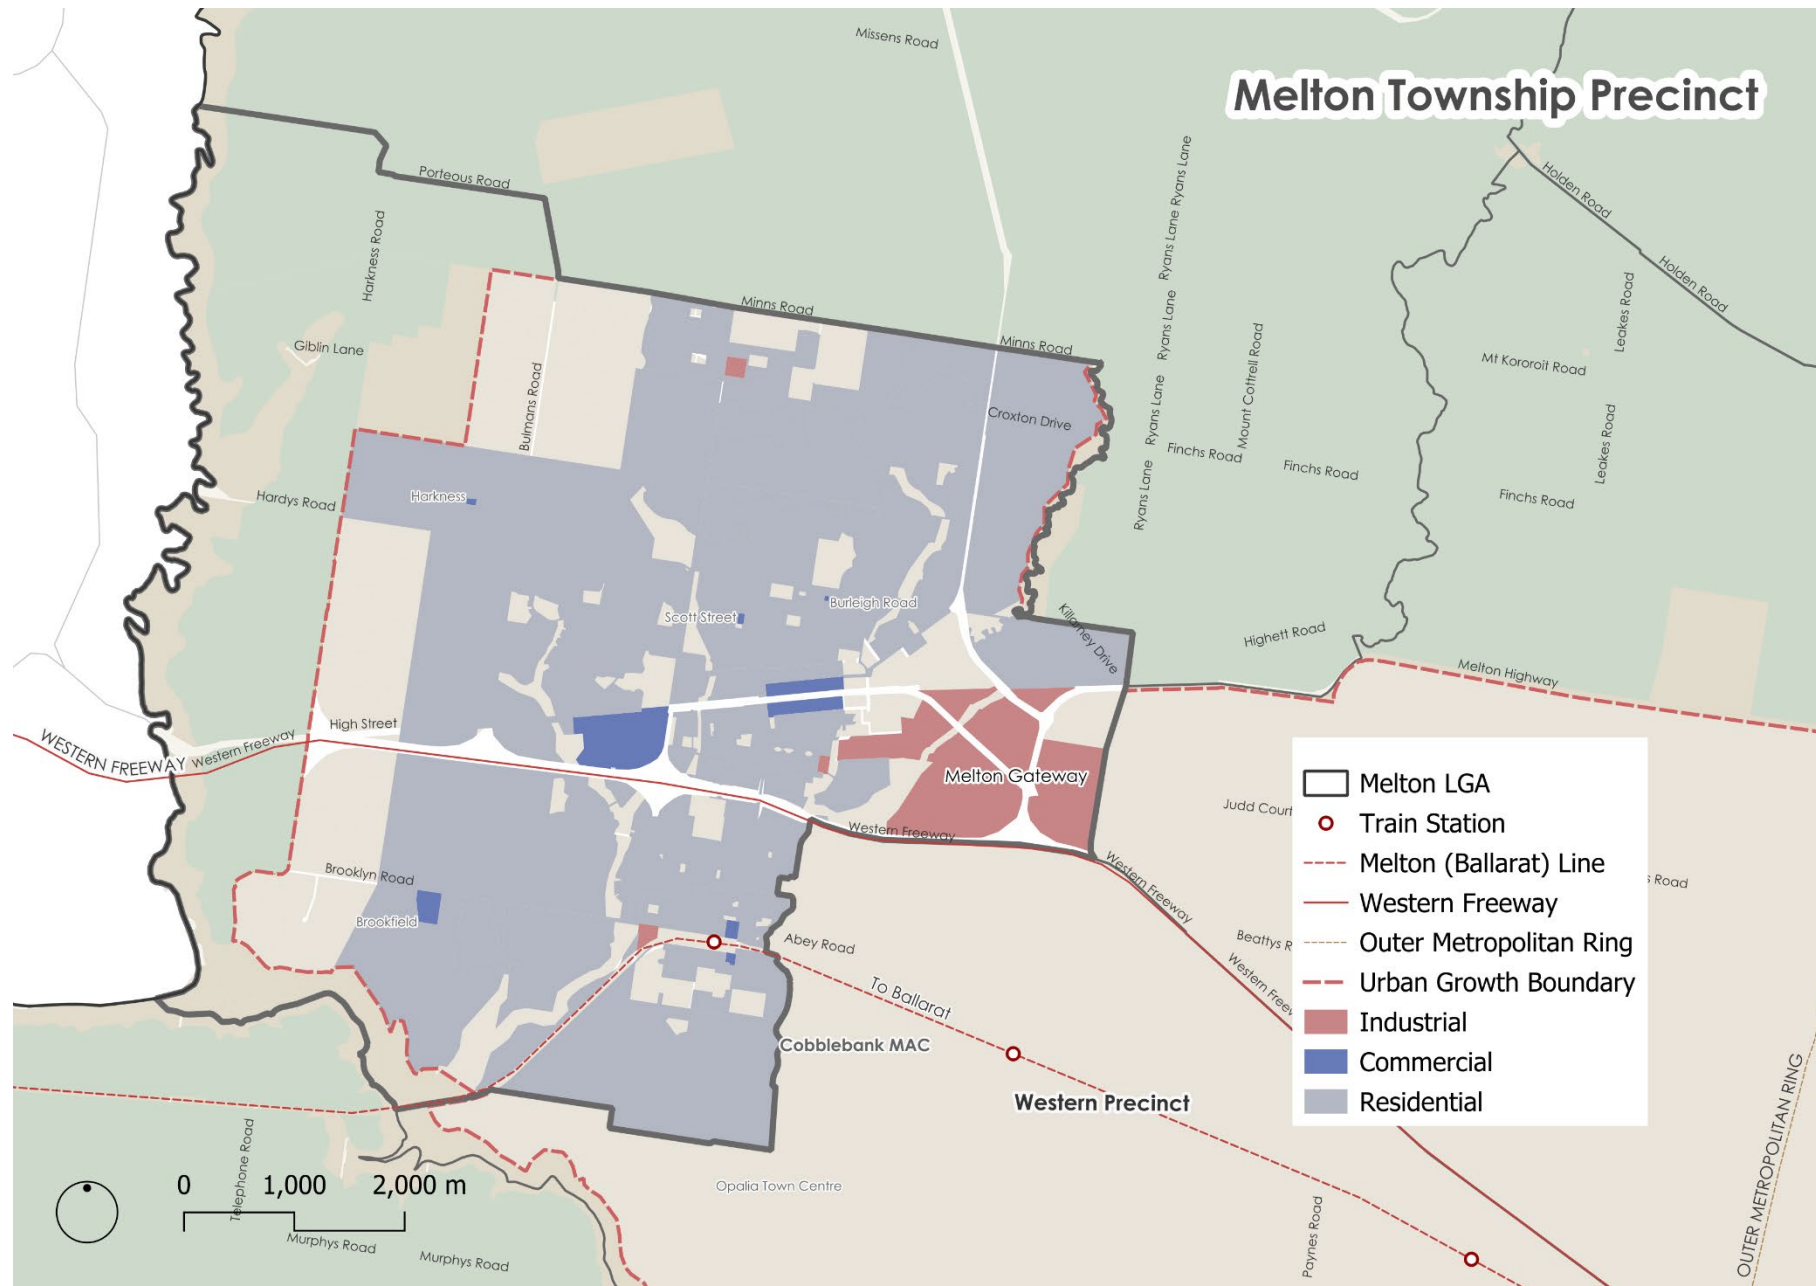 Missens Road
Melton Township Precinct
Porteous Road
Harkness Road
Ryans Lane
Ryans Lane
Holden Road
Holden Road
Minns Road
Minns Road
Giblin Lane
Bulmans Road
Ryans Lane
Ryans Lane
Mount Cottrell Road
Leakes Road
Mt Kororoit Road
Croxton Drive
Ryans Lane
Ryans Lane
Finchs Road
Finchs Road
Leakes Road
Finchs Road
Hardys Road
Harkness
Scott Street
Burleigh Road
Killarney Drive
Highett Road
Melton Highway
High Street
WESTERN FREEWAY
Western Freeway
Melton Gateway
Western Freeway
Judd Court
Western Freeway
s Road
Brooklyn Road
Brookfield
Abey Road
Beattys R
Western Freew
To Ballarat
Cobblebank MAC
Western Precinct
Opalia Town Centre
Telephone Road
Murphys Road
Murphys Road
Paynes Road
OUTER METROPOLITAN RING
0 1,000 2,000 m
Melton LGA
Train Station
Melton (Ballarat) Line
Western Freeway
Outer Metropolitan Ring
Urban Growth Boundary
Industrial
Commercial
Residential